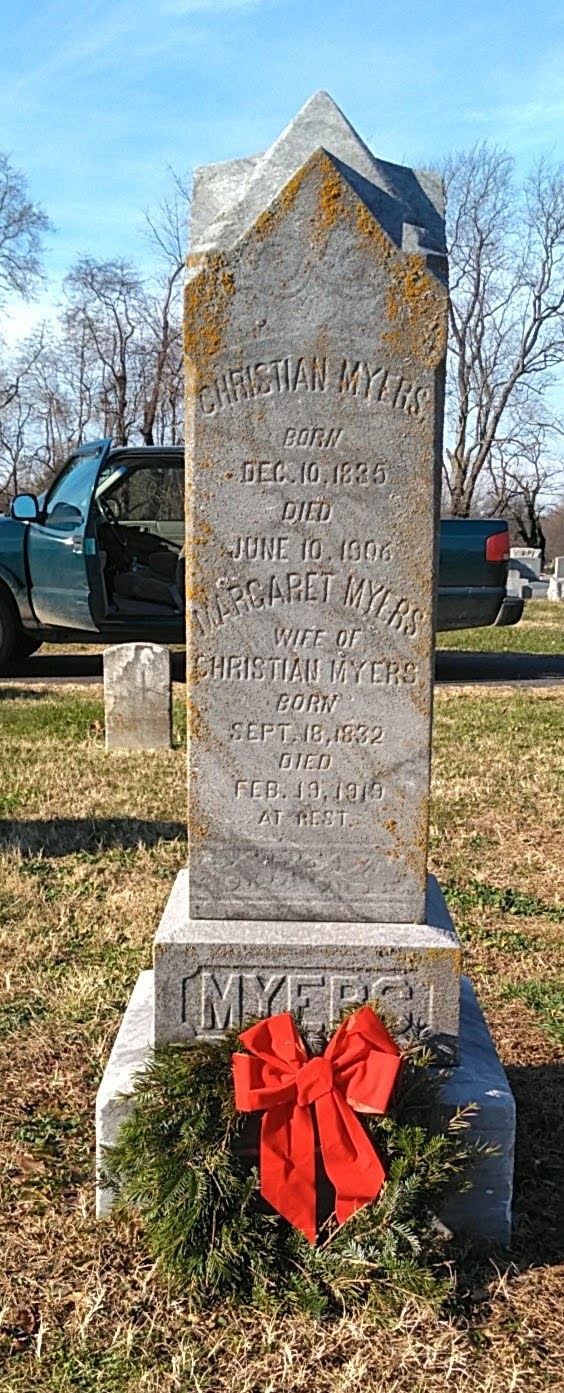 CHRISTIAN MYERS
BORN
DEC. 10, 1835
DIED
JUNE 10, 1906
MARGARET MYERS
WIFE OF
CHRISTIAN MYERS
BORN
SEPT. 18, 1832
DIED
FEB. 19, 1919
AT REST.
MYERS